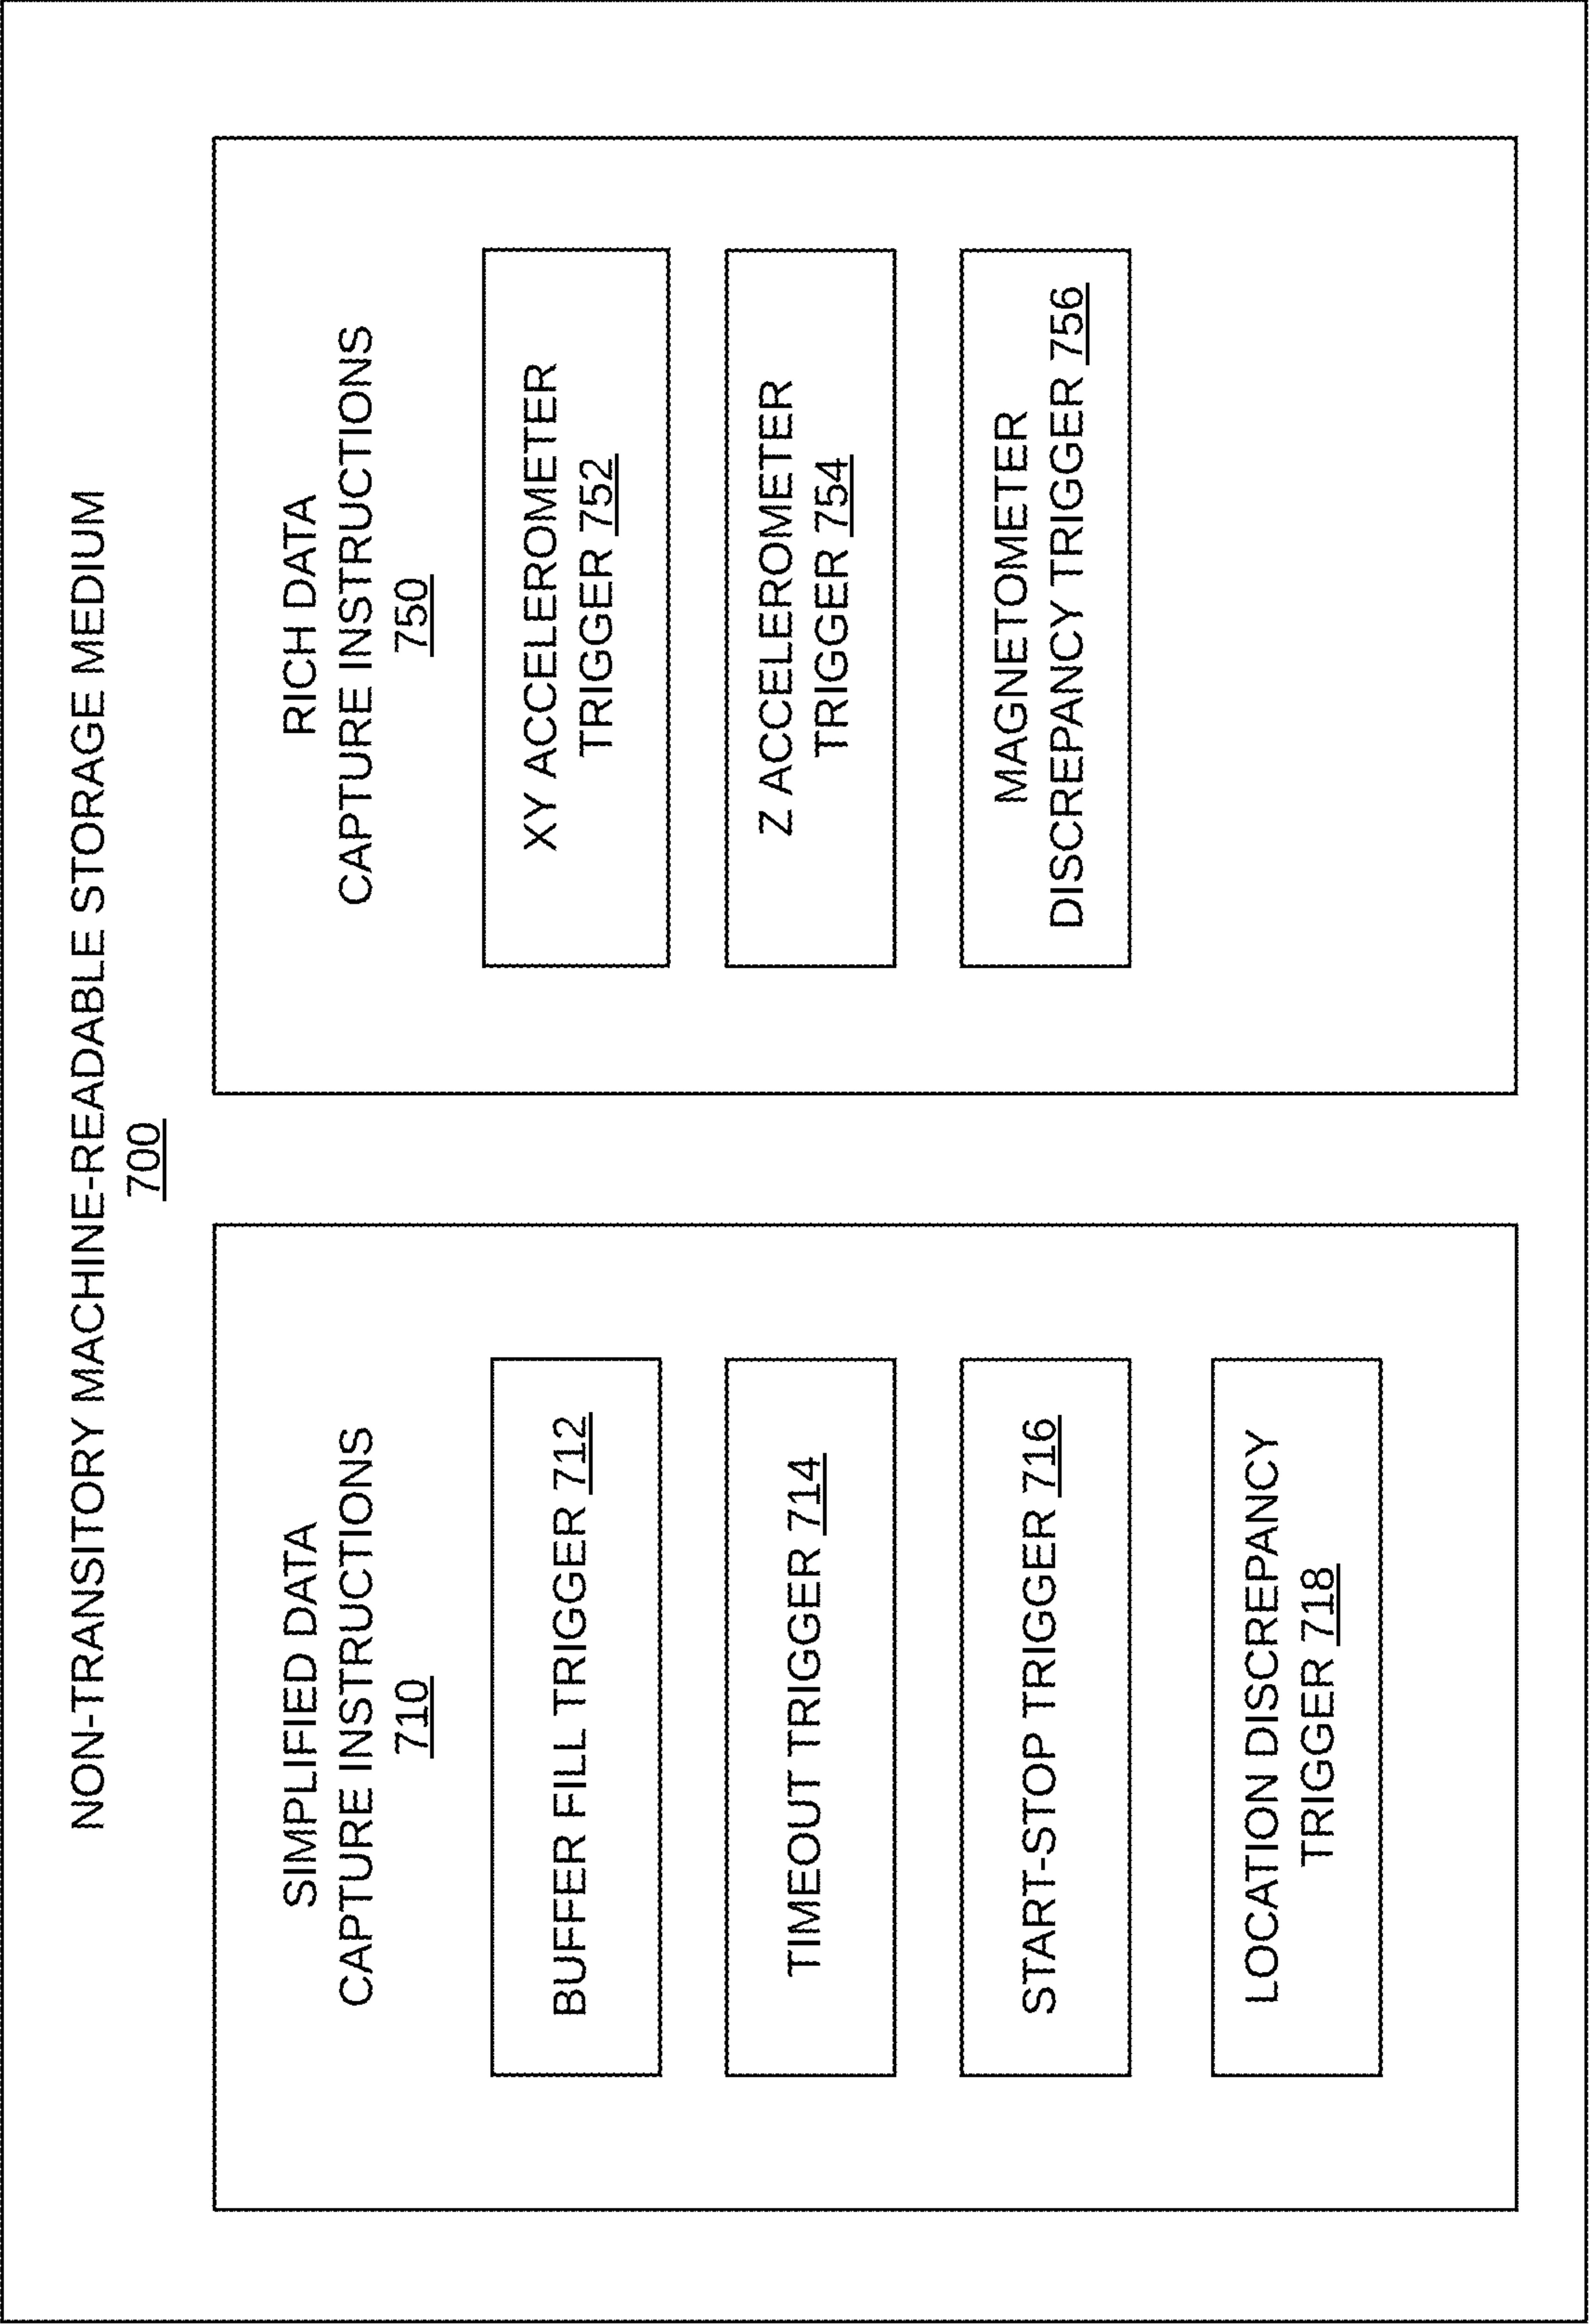 NON-TRANSITORY MACHINE-READABLE STORAGE MEDIUM
700
SIMPLIFIED DATA
CAPTURE INSTRUCTIONS
710
BUFFER FILL TRIGGER 712
TIMEOUT TRIGGER 714
START-STOP TRIGGER 716
LOCATION DISCREPANCY
TRIGGER 718
RICH DATA
CAPTURE INSTRUCTIONS
750
XY ACCELEROMETER
TRIGGER 752
Z ACCELEROMETER
TRIGGER 754
MAGNETOMETER
DISCREPANCY TRIGGER 756